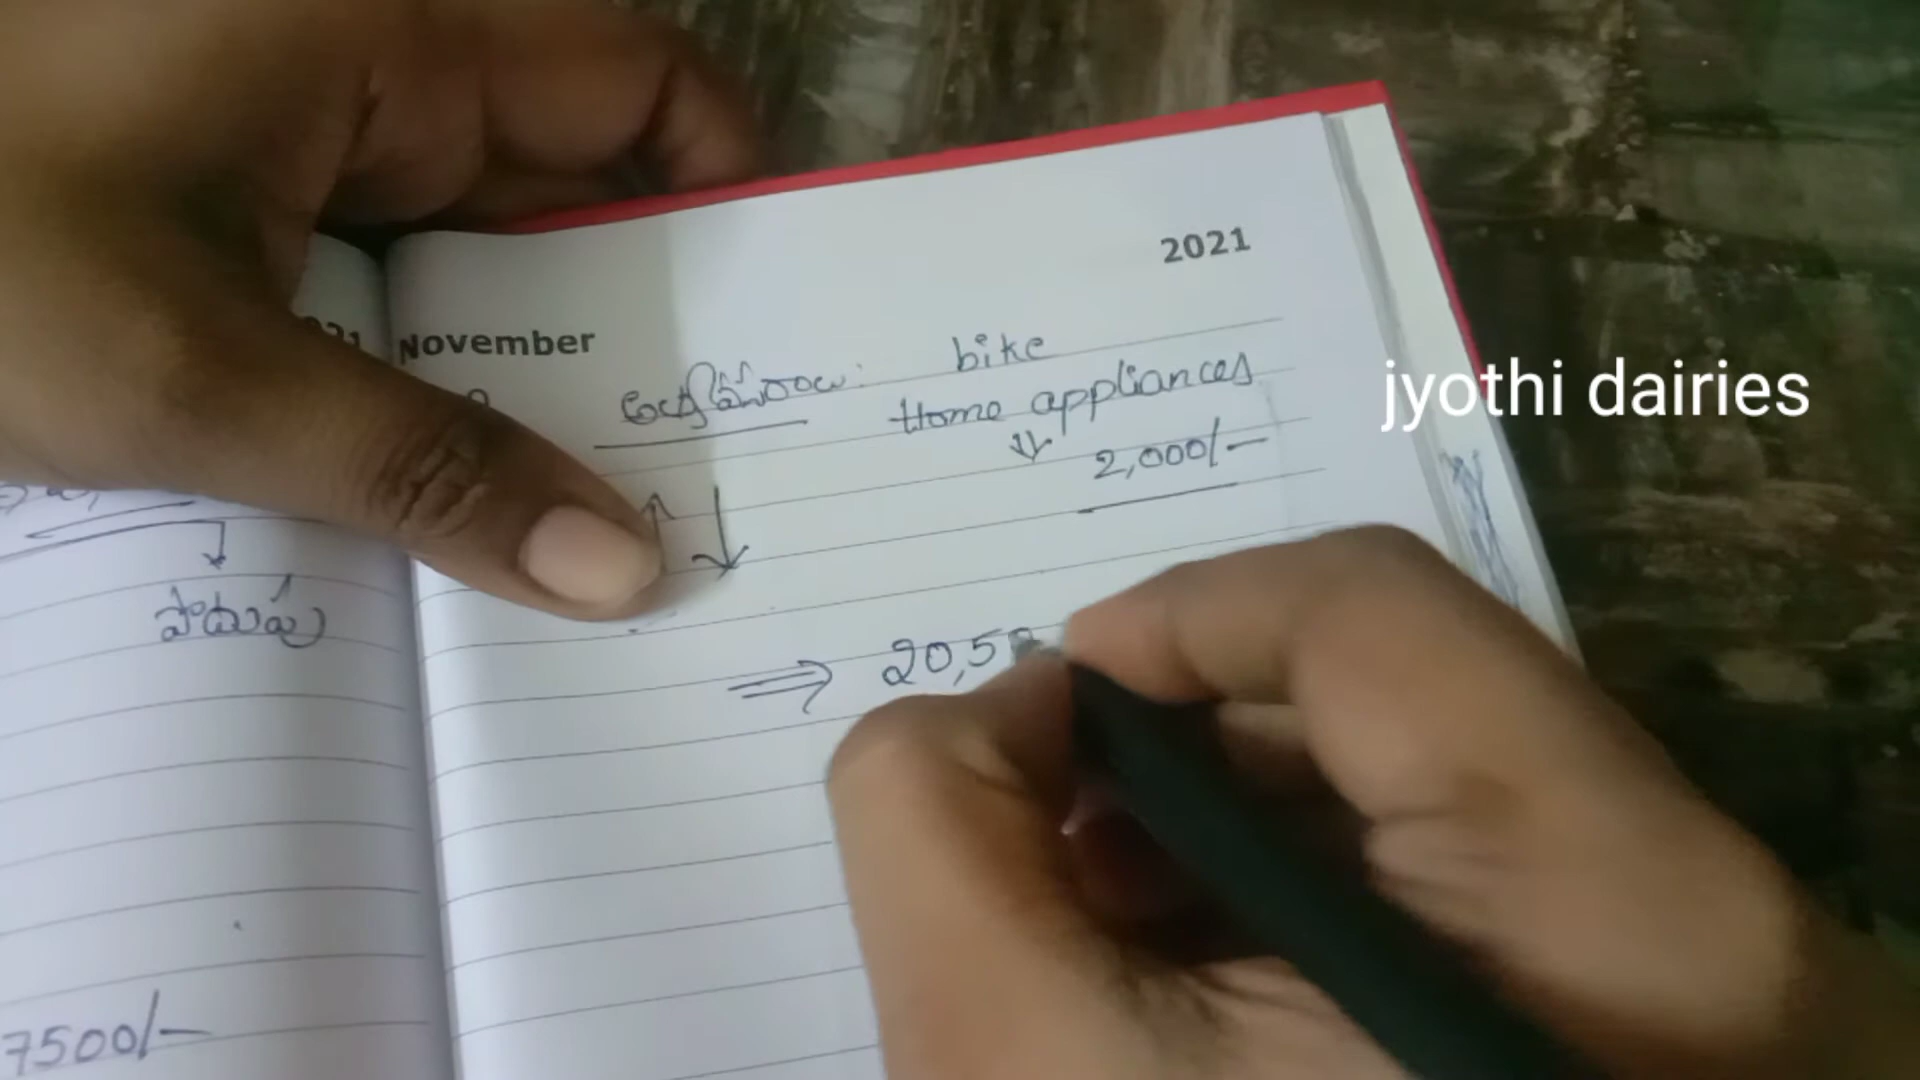 2021
November
bike
Home appliances
2,000/-
పొదుపు
⇒ 20,5
7500/-
jyothi dairies